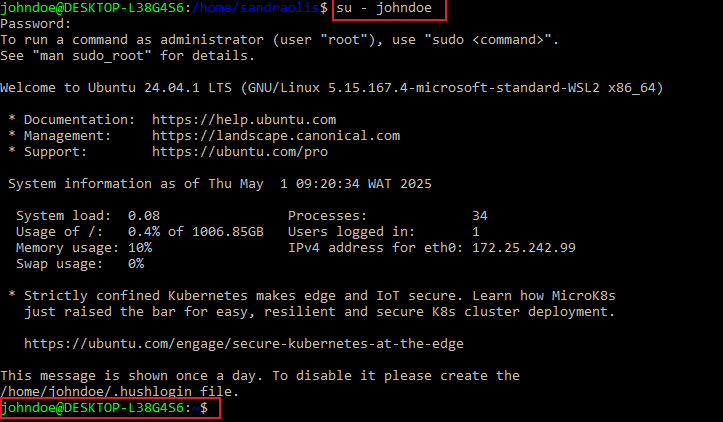 johndoe@DESKTOP-L38G4S6:/home/sandraolis$ su - johndoe
Password:
To run a command as administrator (user "root"), use "sudo <command>".
See "man sudo_root" for details.
Welcome to Ubuntu 24.04.1 LTS (GNU/Linux 5.15.167.4-microsoft-standard-WSL2 x86_64)
* Documentation:  https://help.ubuntu.com
* Management:     https://landscape.canonical.com
* Support:        https://ubuntu.com/pro
System information as of Thu May  1 09:20:34 WAT 2025
System load:  0.08                Processes:             34
Usage of /:   0.4% of 1006.85GB   Users logged in:       1
Memory usage: 10%                 IPv4 address for eth0: 172.25.242.99
Swap usage:   0%
* Strictly confined Kubernetes makes edge and IoT secure. Learn how MicroK8s
just raised the bar for easy, resilient and secure K8s cluster deployment.
https://ubuntu.com/engage/secure-kubernetes-at-the-edge
This message is shown once a day. To disable it please create the
/home/johndoe/.hushlogin file.
johndoe@DESKTOP-L38G4S6:~$